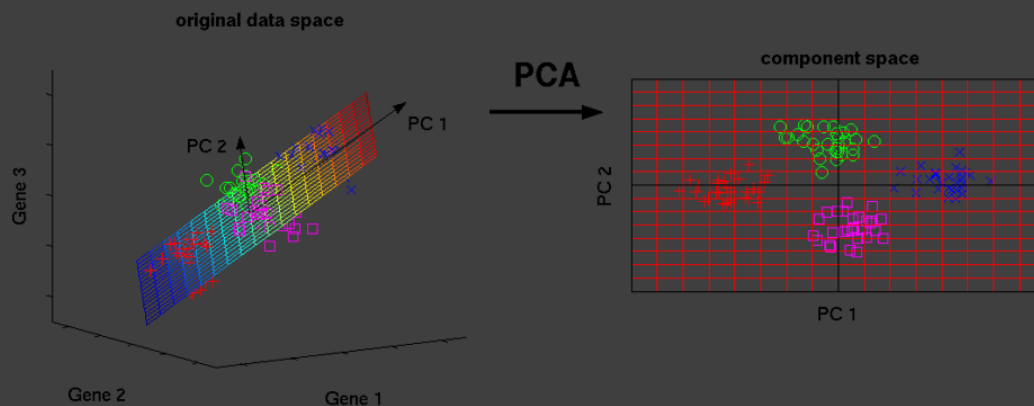 original data space
component space
PCA
PC 1
PC 2
Gene 3
PC 2
PC 1
Gene 2
Gene 1